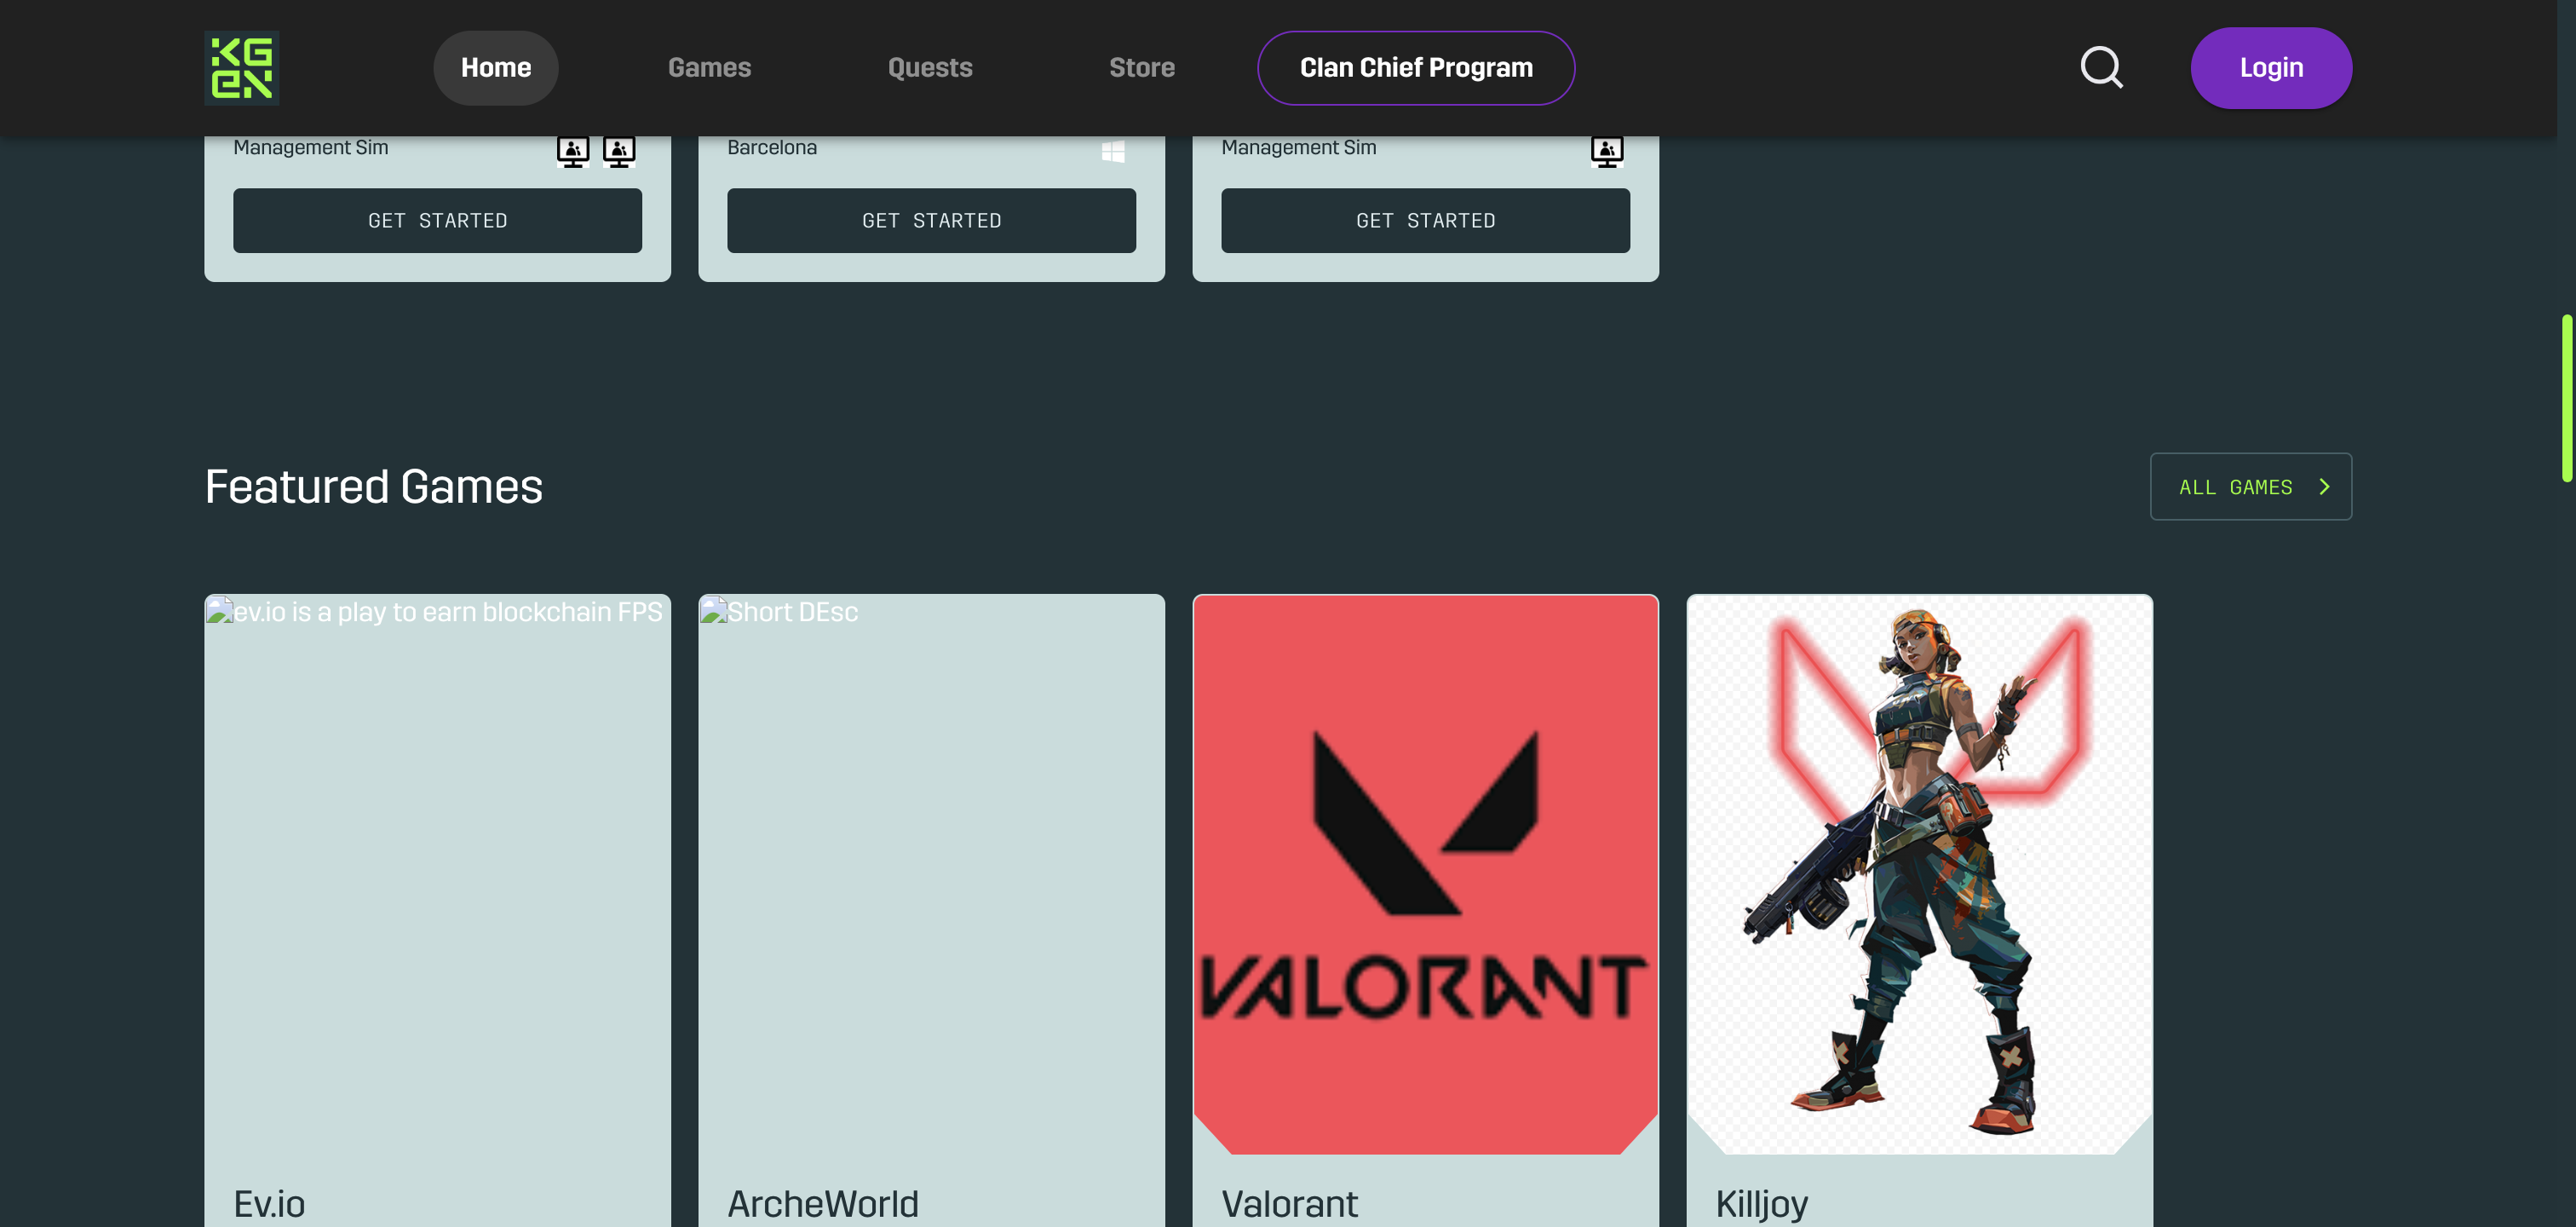 KGEN
Home Games Quests Store Clan Chief Program Login
Management Sim Barcelona Management Sim
GET STARTED GET STARTED GET STARTED
Featured Games ALL GAMES
ev.io is a play to earn blockchain FPS Short DEsc
VALORANT
Ev.io ArcheWorld Valorant Killjoy